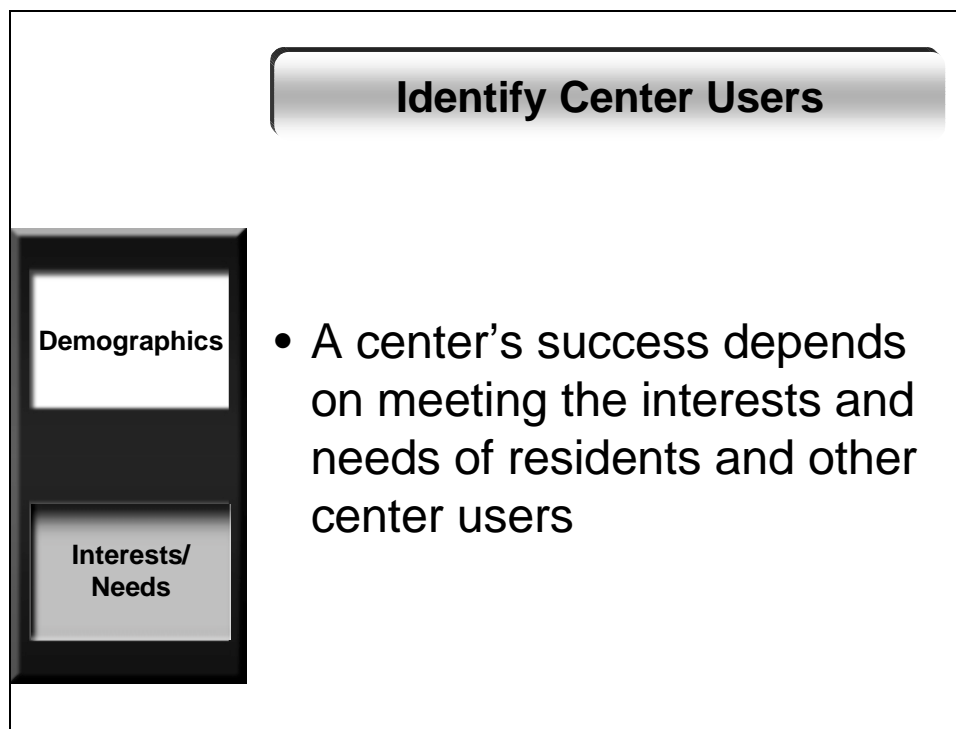 Identify Center Users
Demographics
Interests/
Needs
• A center’s success depends
on meeting the interests and
needs of residents and other
center users